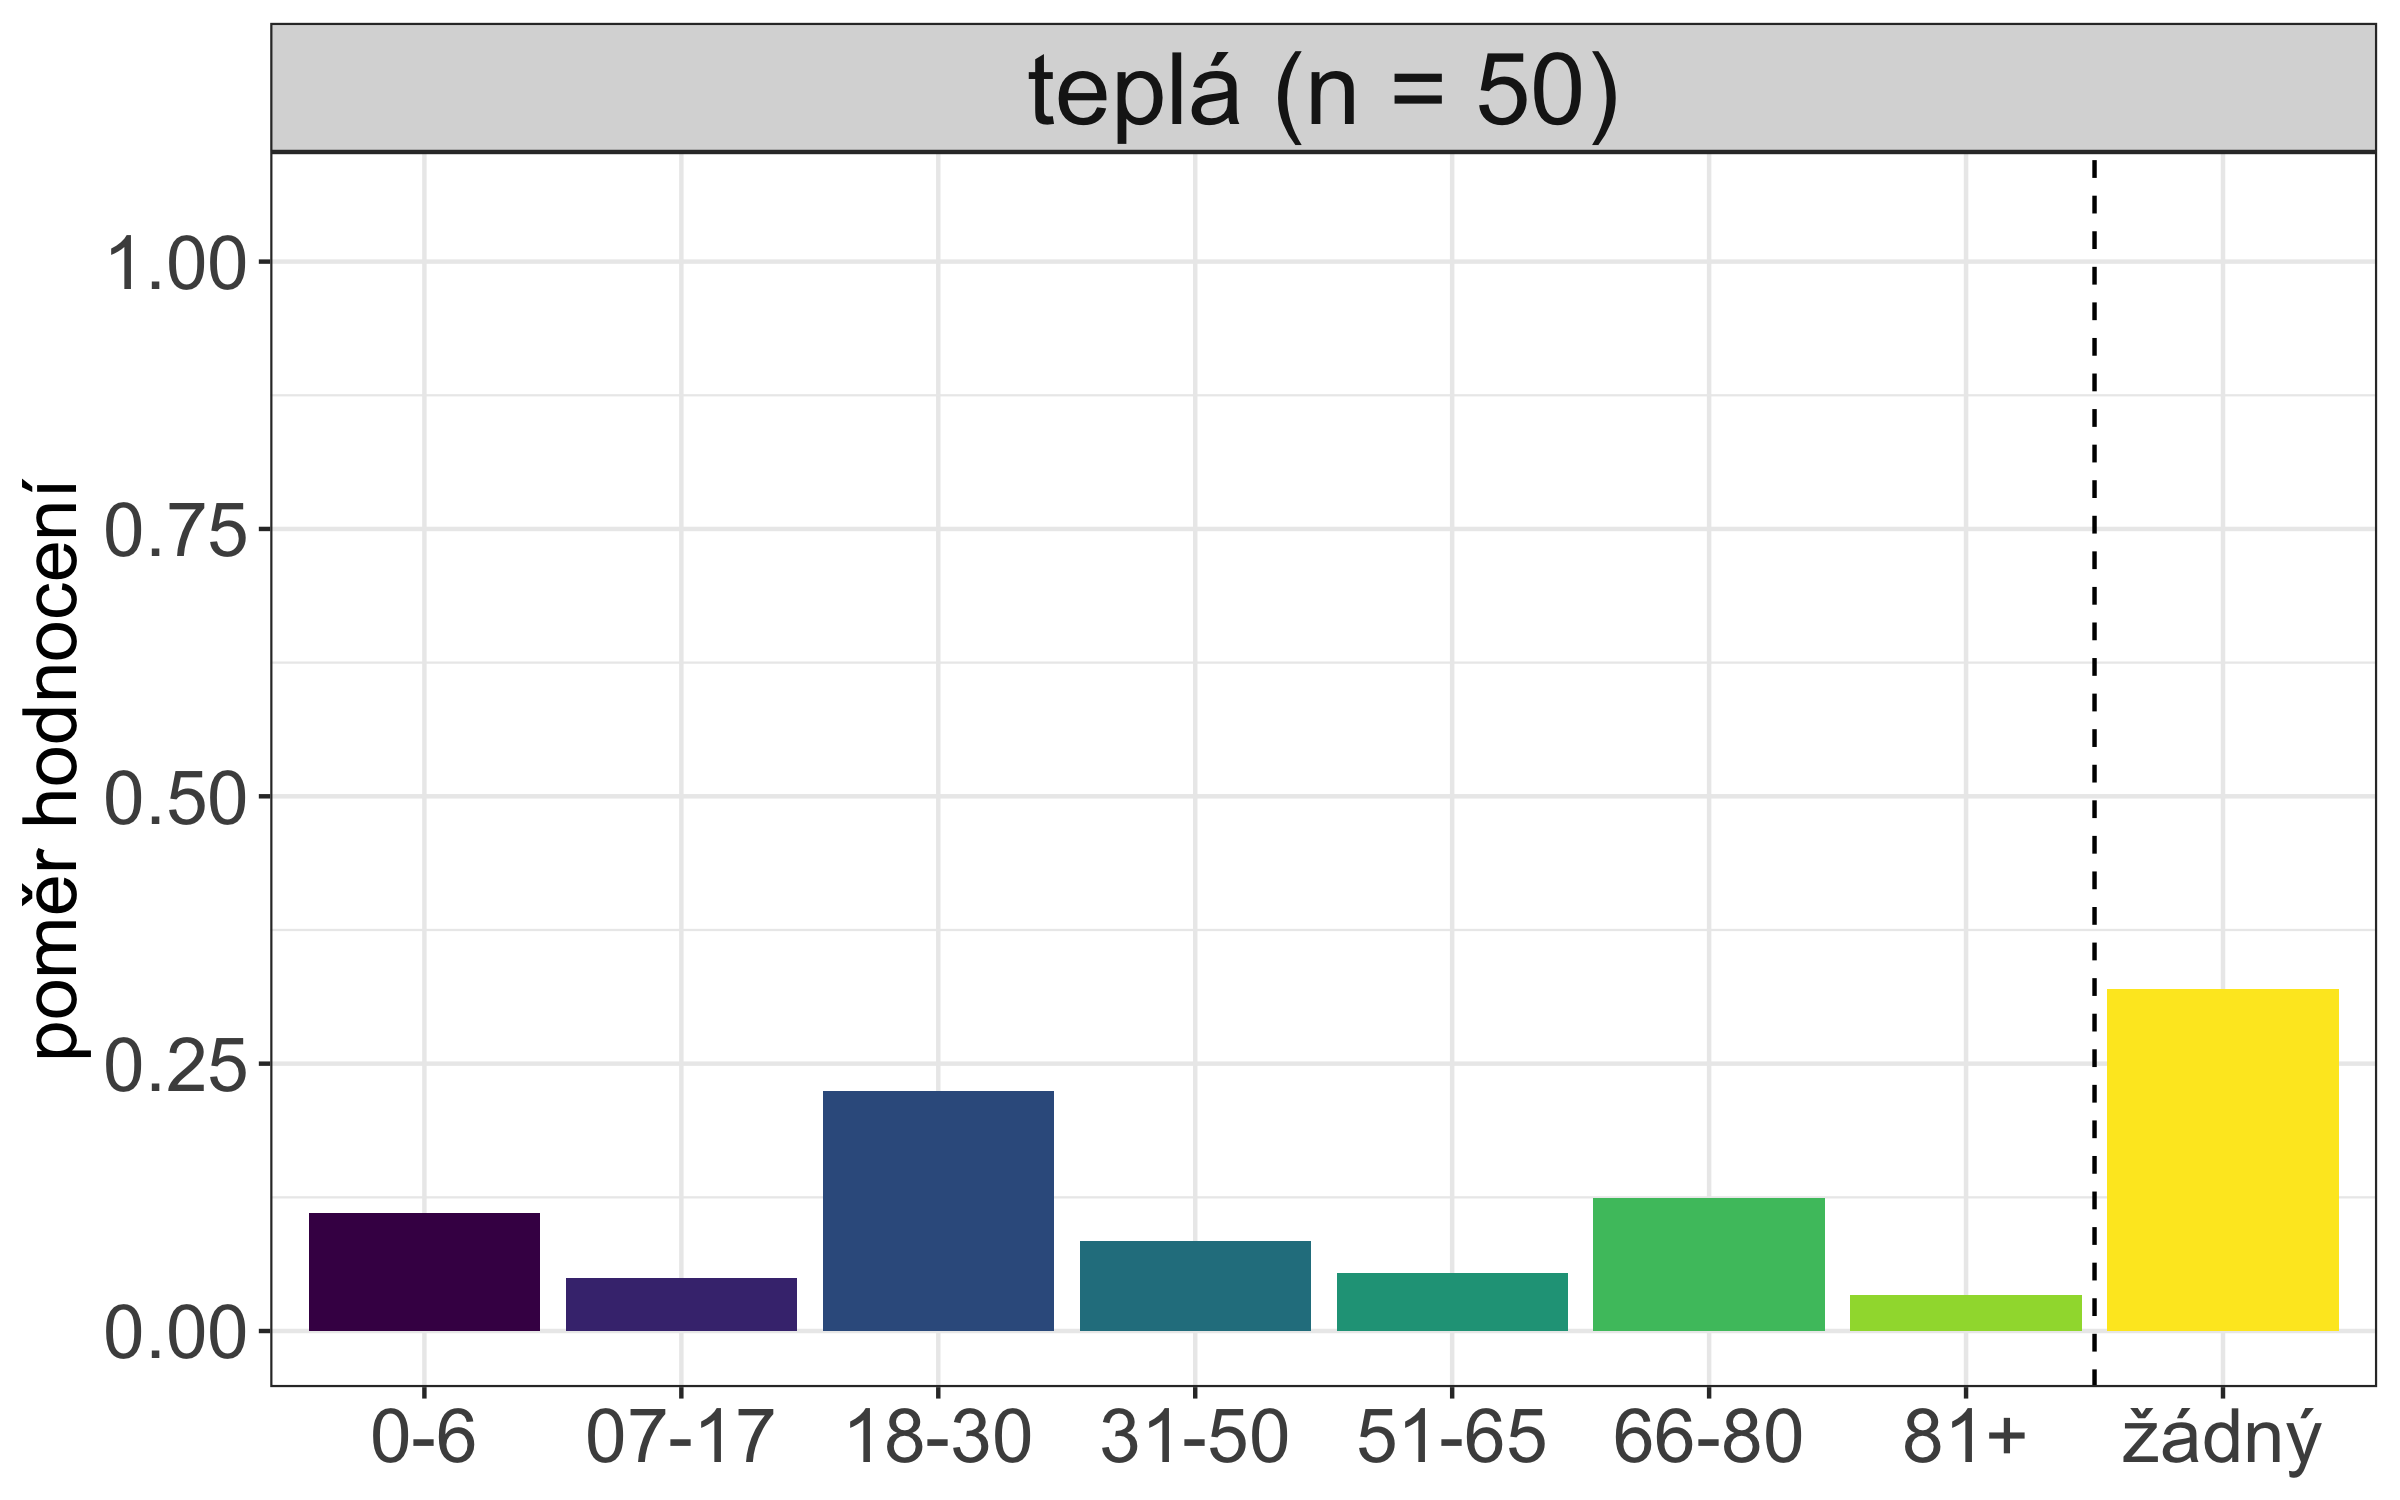 teplá (n = 50)
poměr hodnocení
1.00
0.75
0.50
0.25
0.00
0-6 07-17 18-30 31-50 51-65 66-80 81+ žádný